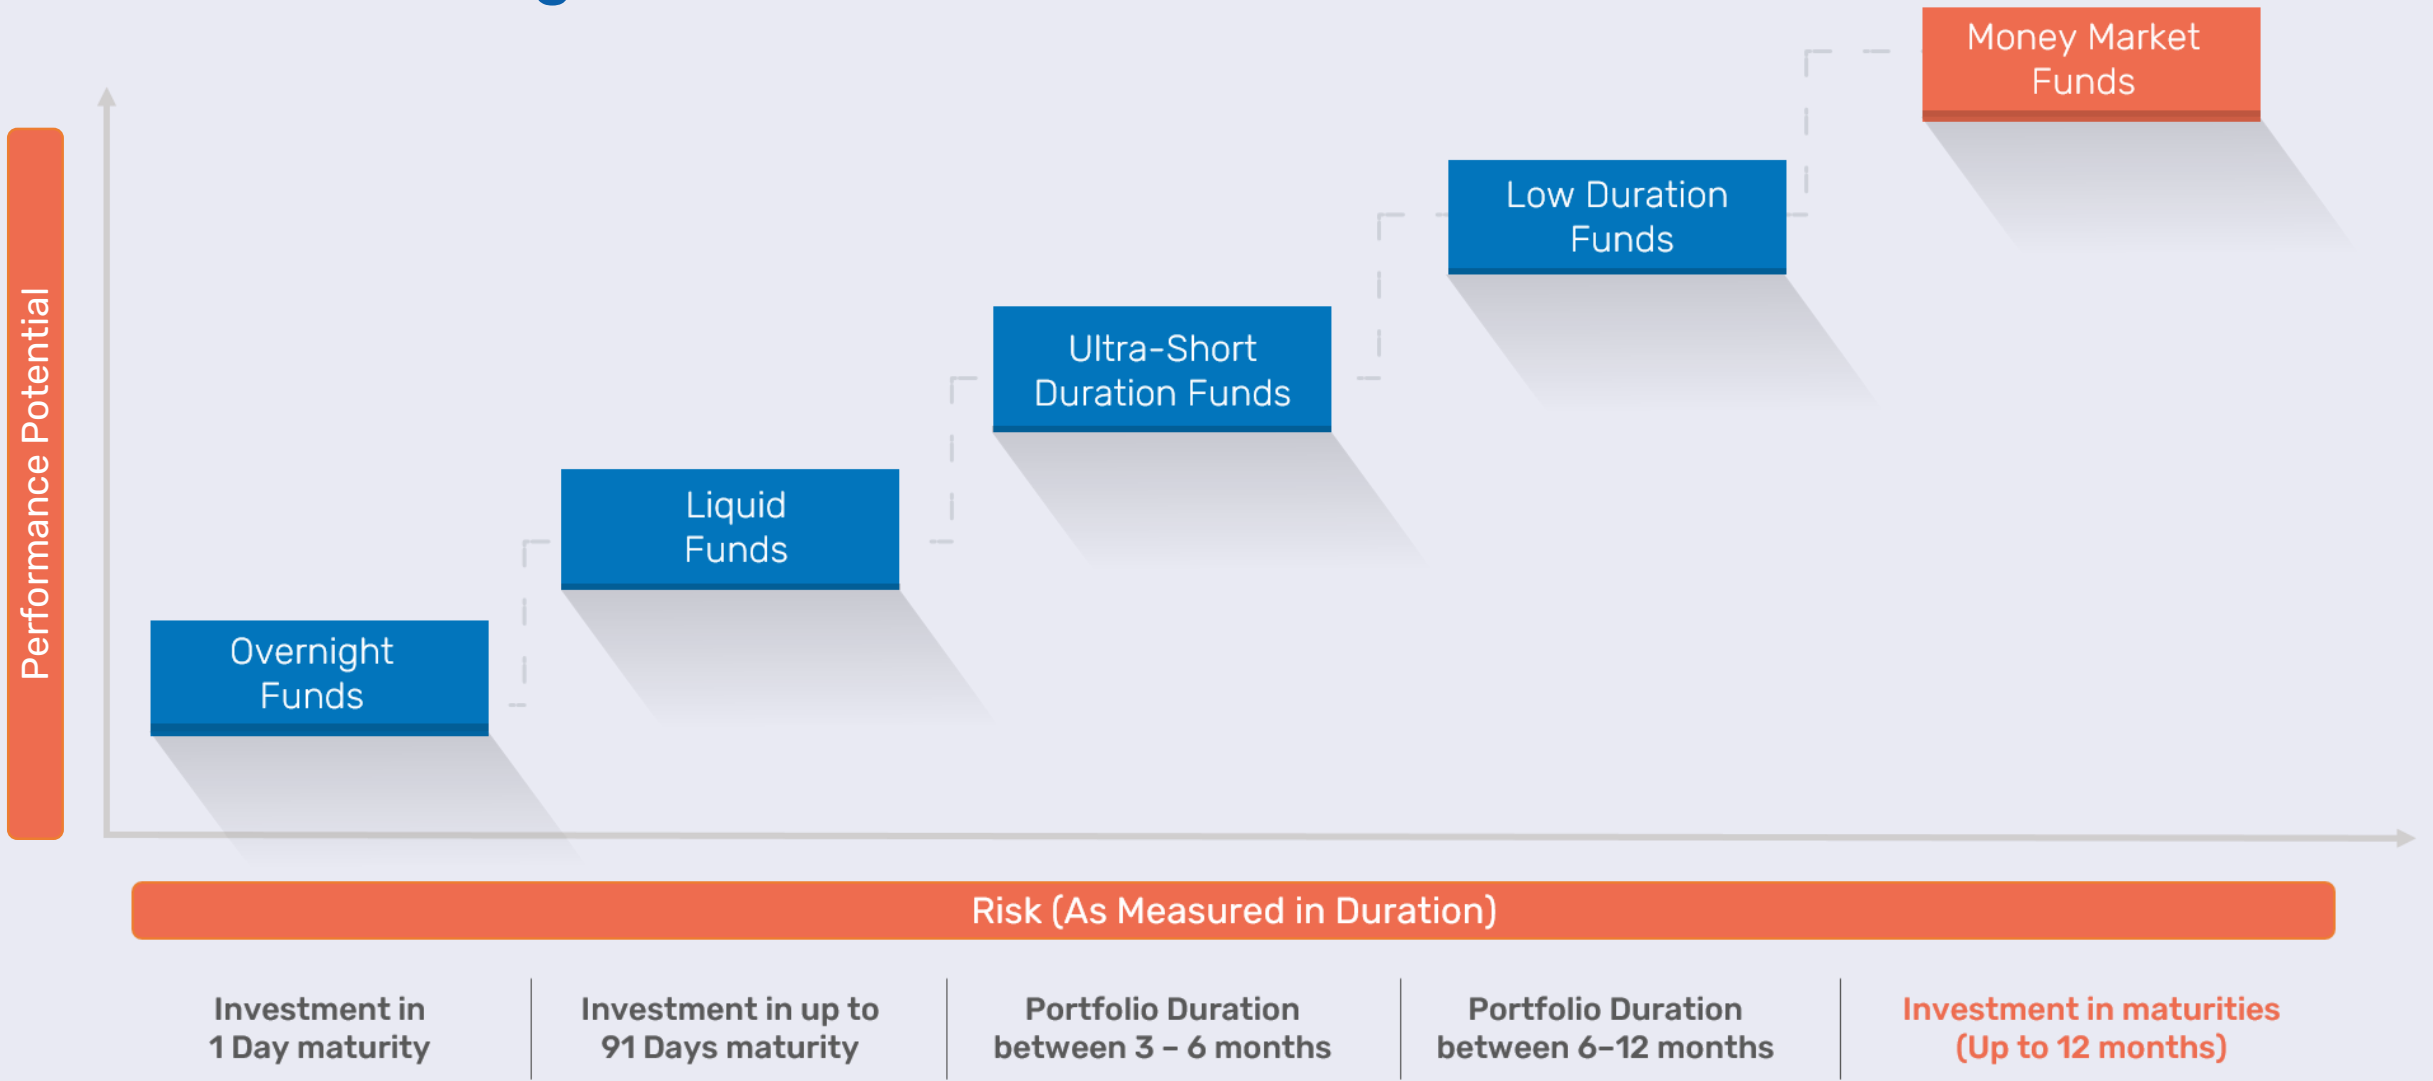 Money Market
Funds
Low Duration
Funds
Ultra-Short
Duration Funds
Liquid
Funds
Overnight
Funds
Performance Potential
Risk (As Measured in Duration)
Investment in
1 Day maturity
Investment in up to
91 Days maturity
Portfolio Duration
between 3 – 6 months
Portfolio Duration
between 6–12 months
Investment in maturities
(Up to 12 months)